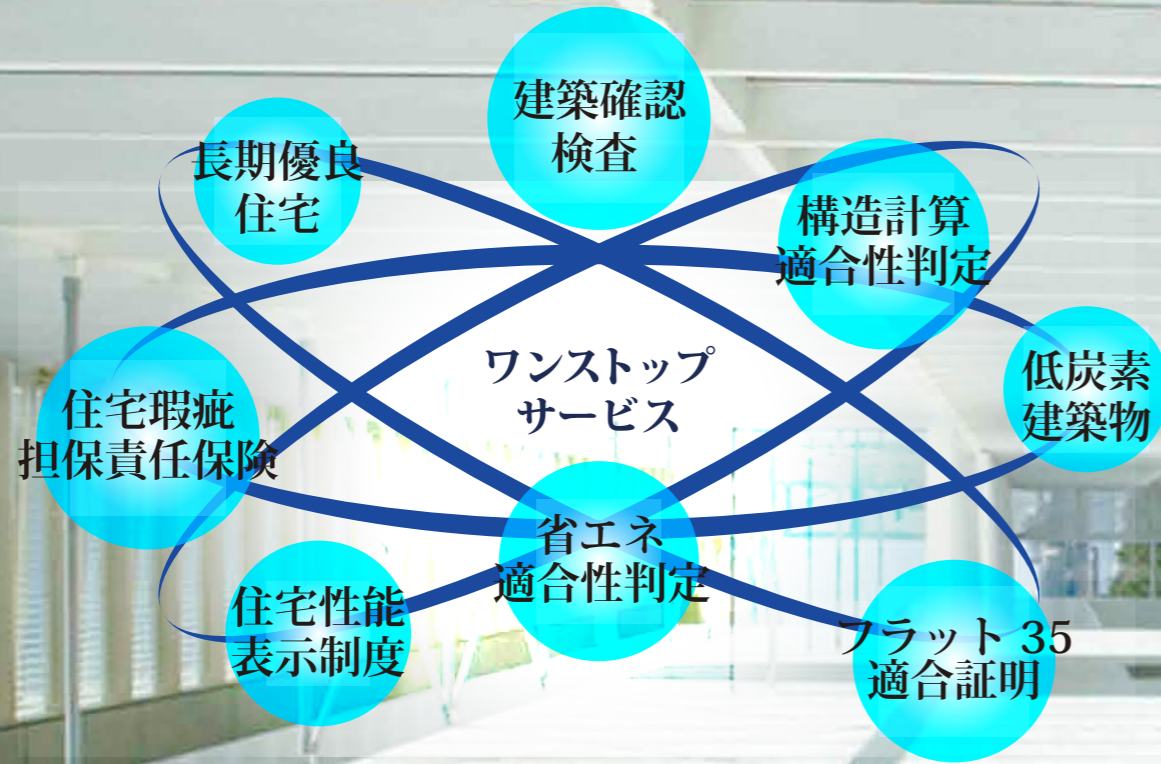 建築確認
検査
長期優良
住宅
構造計算
適合性判定
ワンストップ
サービス
低炭素
建築物
住宅瑕疵
担保責任保険
省エネ
適合性判定
住宅性能
表示制度
フラット 35
適合証明